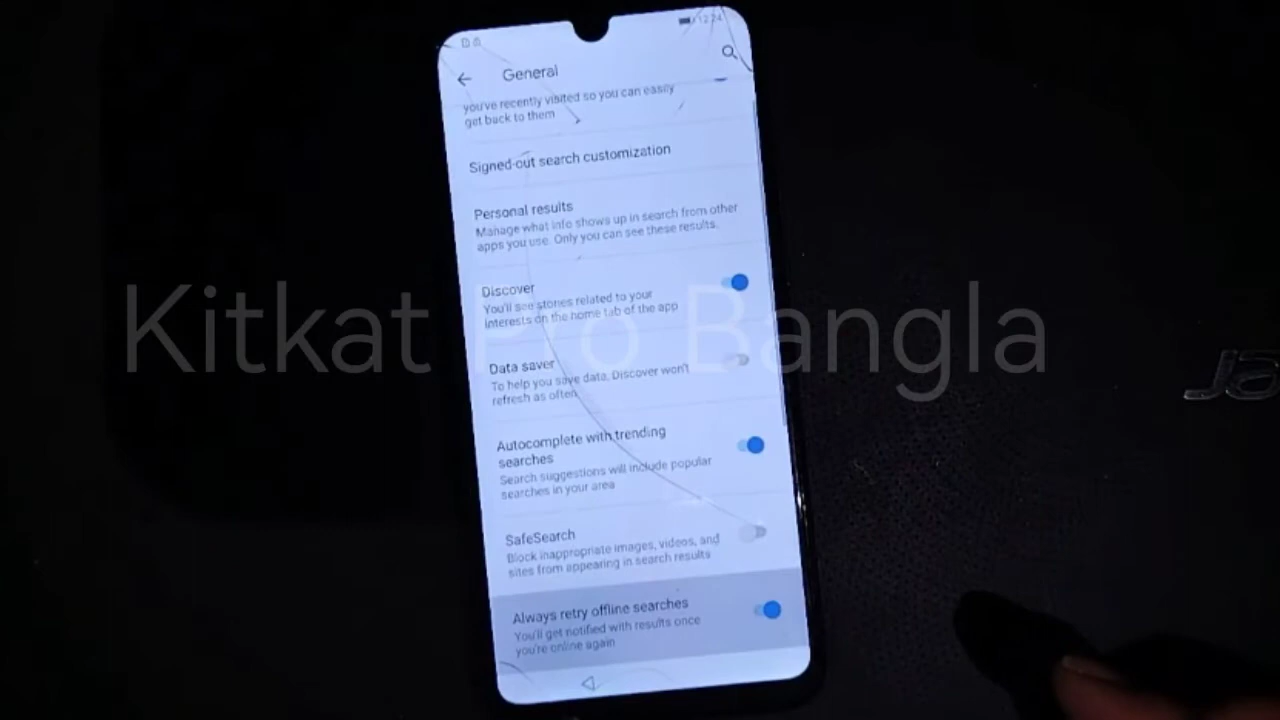 12:24
General
you've recently visited so you can easily
get back to them
Signed-out search customization
Personal results
Manage what info shows up in search from other
apps you use. Only you can see these results.
Discover
You'll see stories related to your
interests on the home tab of the app
Kitkat Pro Bangla
Data saver
To help you save data, Discover won't
refresh as often
Autocomplete with trending
searches
Search suggestions will include popular
searches in your area
SafeSearch
Block inappropriate images, videos, and
sites from appearing in search results
Always retry offline searches
You'll get notified with results once
you're online again